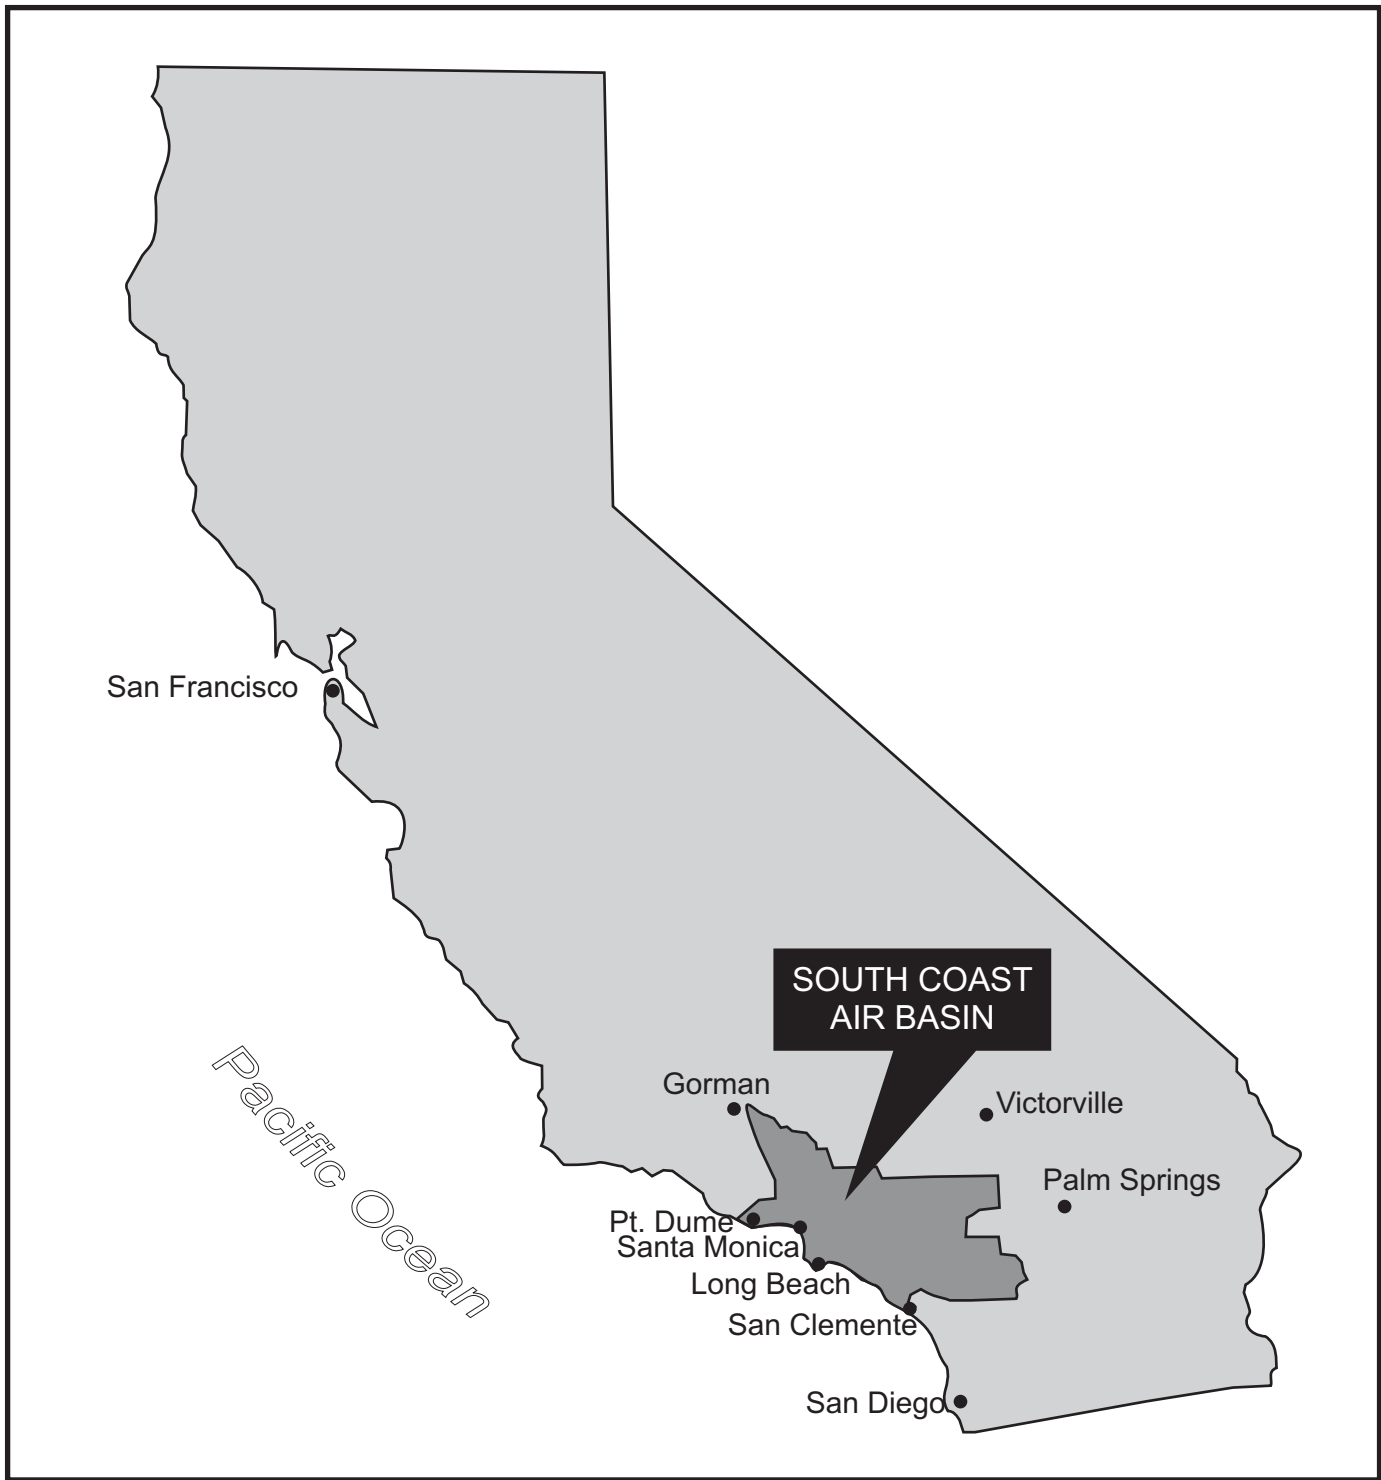 San Francisco
SOUTH COAST
AIR BASIN
Gorman
Victorville
Palm Springs
Pt. Dume
Santa Monica
Long Beach
San Clemente
San Diego
Pacific Ocean